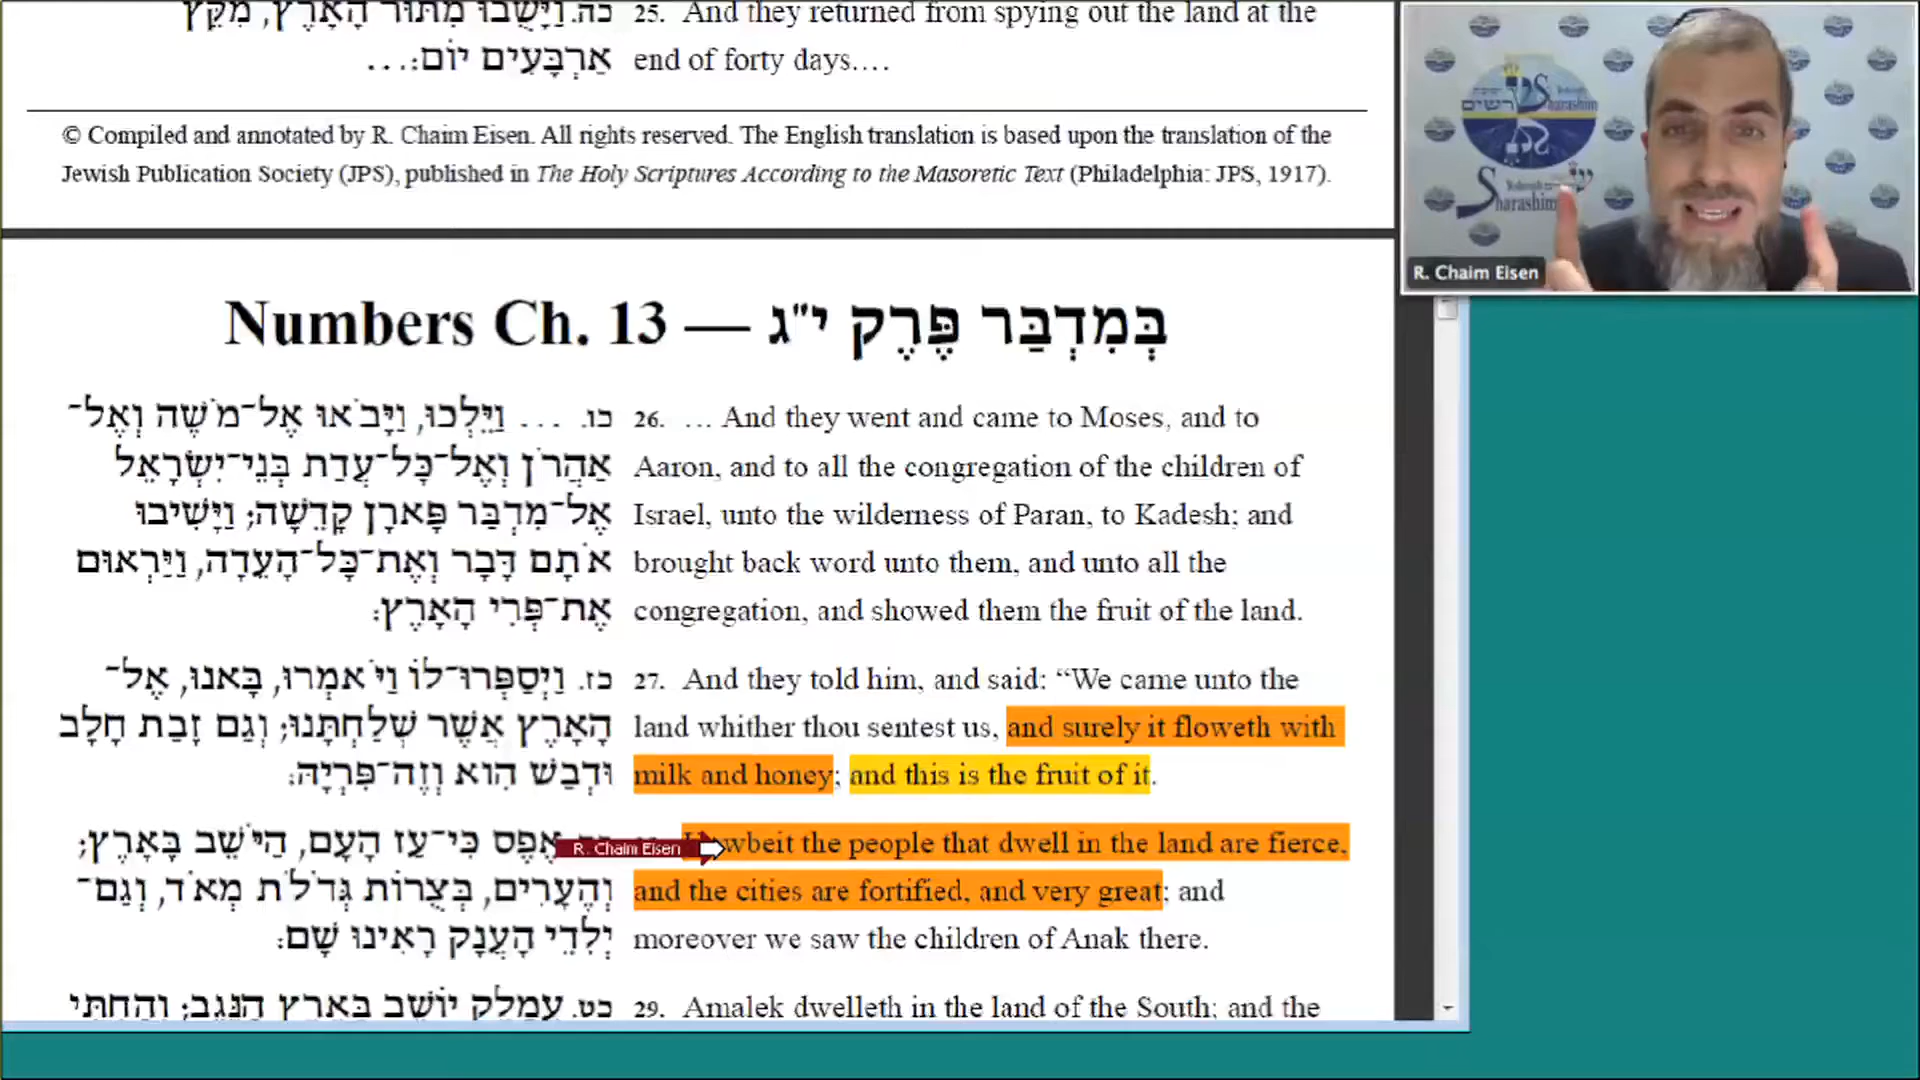 כה. וַיָּשֻׁבוּ מִתּוּר הָאָרֶץ, מִקֵּץ
אַרְבָּעִים יוֹם:...
25. And they returned from spying out the land at the
end of forty days....
© Compiled and annotated by R. Chaim Eisen. All rights reserved. The English translation is based upon the translation of the
Jewish Publication Society (JPS), published in The Holy Scriptures According to the Masoretic Text (Philadelphia: JPS, 1917).
Numbers Ch. 13 — בְּמִדְבַּר פֶּרֶק י"ג
כו. ... וַיֵּלְכוּ, וַיָּבֹאוּ אֶל־מֹשֶׁה וְאֶל־
אַהֲרֹן וְאֶל־כָּל־עֲדַת בְּנֵי־יִשְׂרָאֵל
אֶל־מִדְבַּר פָּארָן קָדֵשָׁה; וַיָּשִׁיבוּ
אֹתָם דָּבָר וְאֶת־כָּל־הָעֵדָה, וַיַּרְאוּם
אֶת־פְּרִי הָאָרֶץ:
26. ... And they went and came to Moses, and to
Aaron, and to all the congregation of the children of
Israel, unto the wilderness of Paran, to Kadesh; and
brought back word unto them, and unto all the
congregation, and showed them the fruit of the land.
כז. וַיְסַפְּרוּ־לוֹ וַיֹּאמְרוּ, בָּאנוּ, אֶל־
הָאָרֶץ אֲשֶׁר שְׁלַחְתָּנוּ; וְגַם זָבַת חָלָב
וּדְבַשׁ הִוא וְזֶה־פִּרְיָהּ:
27. And they told him, and said: “We came unto the
land whither thou sentest us, and surely it floweth with
milk and honey; and this is the fruit of it.
אֶפֶס כִּי־עַז הָעָם, הַיֹּשֵׁב בָּאָרֶץ;
וְהֶעָרִים, בְּצֻרוֹת גְּדֹלֹת מְאֹד, וְגַם־
יְלִדֵי הָעֲנָק רָאִינוּ שָׁם:
R. Chaim Eisen
the people that dwell in the land are fierce,
and the cities are fortified, and very great; and
moreover we saw the children of Anak there.
כט. עֲמָלֵק יוֹשֵׁב בְּאֶרֶץ הַנֶּגֶב; וְהַחִתִּי
29. Amalek dwelleth in the land of the South; and the
Sharashim
R. Chaim Eisen